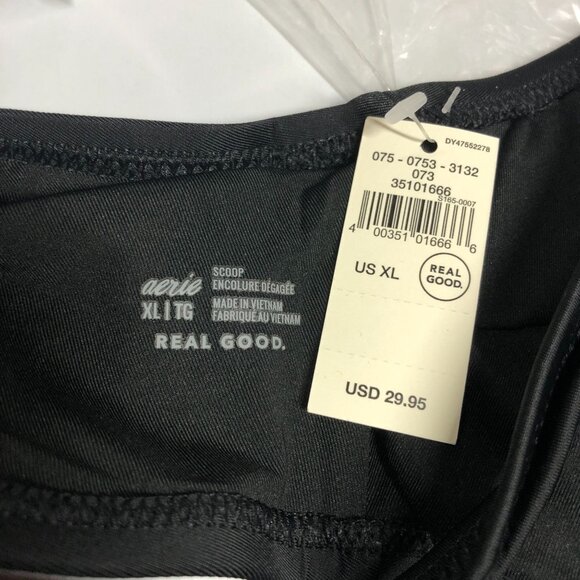 DY47552278
075 - 0753 - 3132
073
35101666
S165-0007
4 00351 01666 6
US XL
REAL
GOOD.
USD 29.95
aerie
SCOOP
ENCOLURE DÉGAGÉE
XL | TG
MADE IN VIETNAM
FABRIQUÉ AU VIETNAM
REAL GOOD.